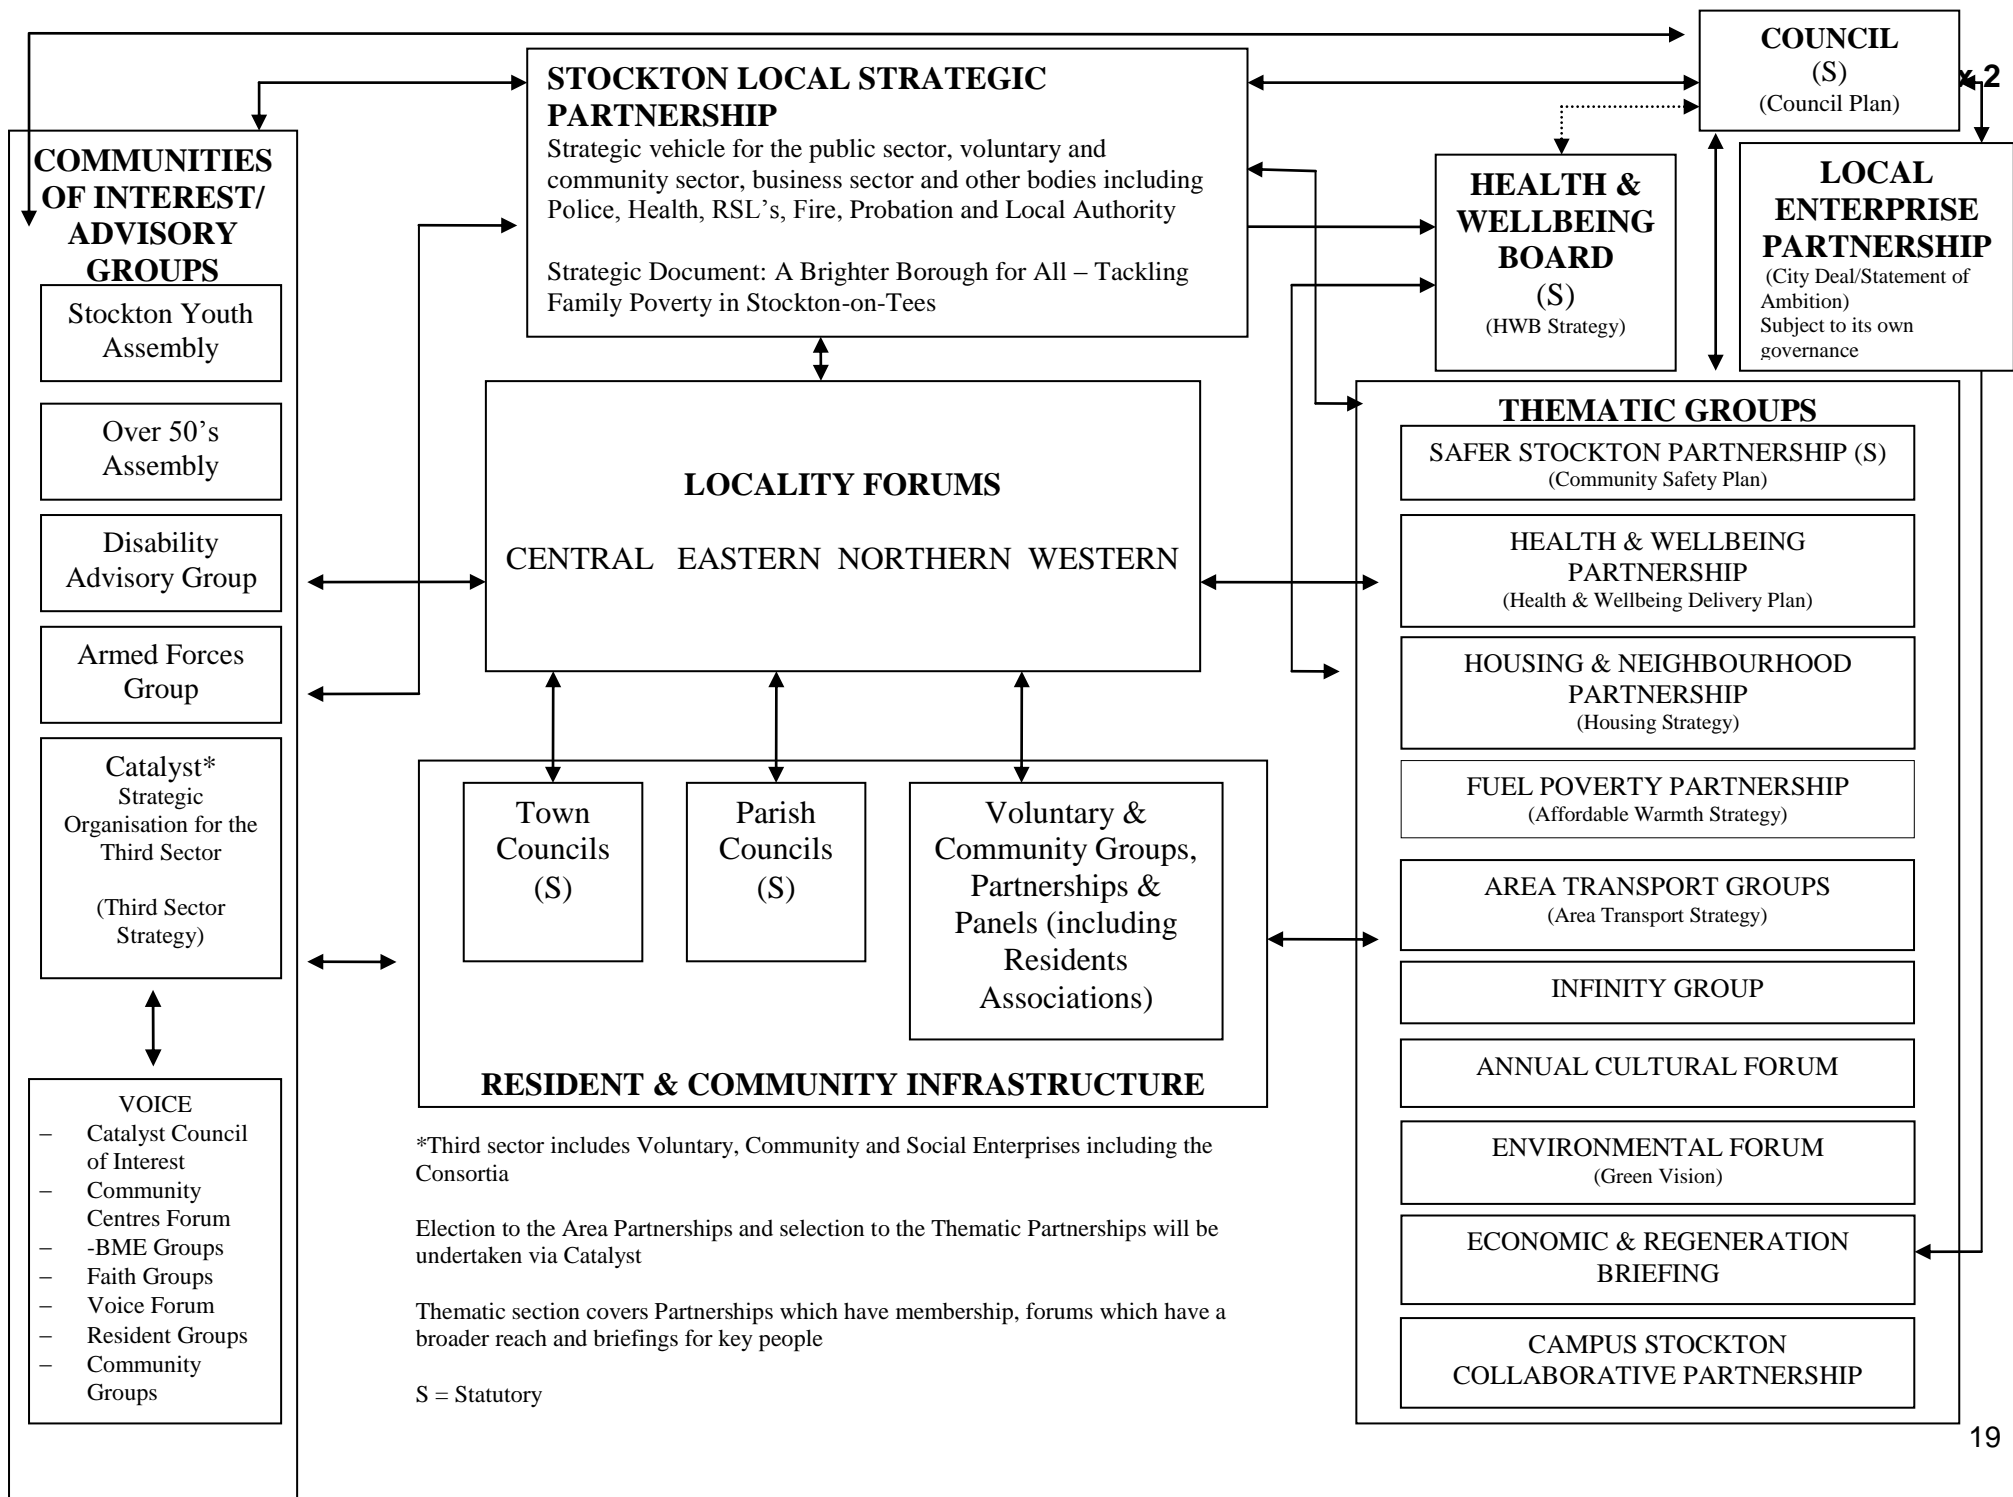 COUNCIL
(S)
(Council Plan)
x 2
STOCKTON LOCAL STRATEGIC
PARTNERSHIP
Strategic vehicle for the public sector, voluntary and
community sector, business sector and other bodies including
Police, Health, RSL's, Fire, Probation and Local Authority
Strategic Document: A Brighter Borough for All – Tackling
Family Poverty in Stockton-on-Tees
HEALTH &
WELLBEING
BOARD
(S)
(HWB Strategy)
LOCAL
ENTERPRISE
PARTNERSHIP
(City Deal/Statement of
Ambition)
Subject to its own
governance
COMMUNITIES
OF INTEREST/
ADVISORY
GROUPS
Stockton Youth
Assembly
Over 50's
Assembly
Disability
Advisory Group
Armed Forces
Group
Catalyst*
Strategic
Organisation for the
Third Sector
(Third Sector
Strategy)
VOICE
– Catalyst Council
of Interest
– Community
Centres Forum
– -BME Groups
– Faith Groups
– Voice Forum
– Resident Groups
– Community
Groups
LOCALITY FORUMS
CENTRAL EASTERN NORTHERN WESTERN
Town
Councils
(S)
Parish
Councils
(S)
Voluntary &
Community Groups,
Partnerships &
Panels (including
Residents
Associations)
RESIDENT & COMMUNITY INFRASTRUCTURE
*Third sector includes Voluntary, Community and Social Enterprises including the
Consortia
Election to the Area Partnerships and selection to the Thematic Partnerships will be
undertaken via Catalyst
Thematic section covers Partnerships which have membership, forums which have a
broader reach and briefings for key people
S = Statutory
THEMATIC GROUPS
SAFER STOCKTON PARTNERSHIP (S)
(Community Safety Plan)
HEALTH & WELLBEING
PARTNERSHIP
(Health & Wellbeing Delivery Plan)
HOUSING & NEIGHBOURHOOD
PARTNERSHIP
(Housing Strategy)
FUEL POVERTY PARTNERSHIP
(Affordable Warmth Strategy)
AREA TRANSPORT GROUPS
(Area Transport Strategy)
INFINITY GROUP
ANNUAL CULTURAL FORUM
ENVIRONMENTAL FORUM
(Green Vision)
ECONOMIC & REGENERATION
BRIEFING
CAMPUS STOCKTON
COLLABORATIVE PARTNERSHIP
19